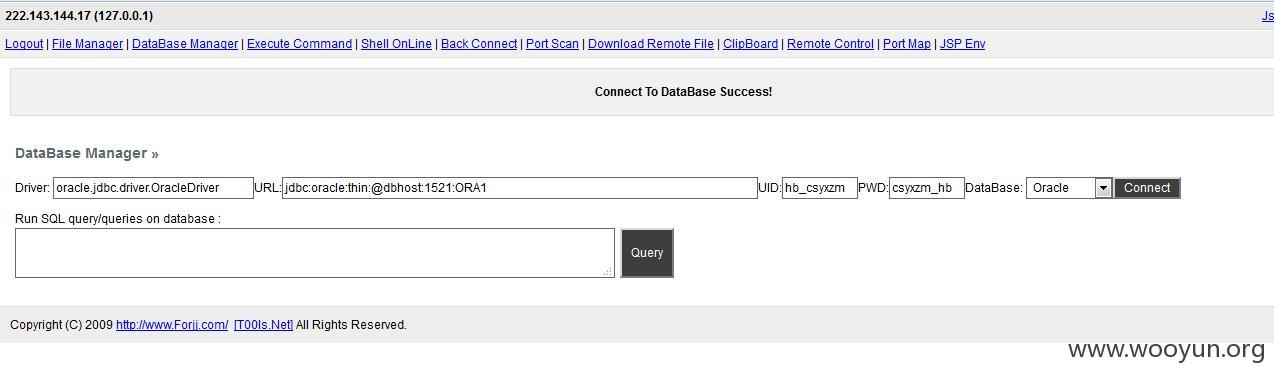 222.143.144.17 (127.0.0.1) Js
Logout | File Manager | DataBase Manager | Execute Command | Shell OnLine | Back Connect | Port Scan | Download Remote File | ClipBoard | Remote Control | Port Map | JSP Env
Connect To DataBase Success!
DataBase Manager »
Driver: oracle.jdbc.driver.OracleDriver URL: jdbc:oracle:thin:@dbhost:1521:ORA1 UID: hb_csyxzm PWD: csyxzm_hb DataBase: Oracle Connect
Run SQL query/queries on database :
Query
Copyright (C) 2009 http://www.Forjj.com/ [T00ls.Net] All Rights Reserved.
www.wooyun.org